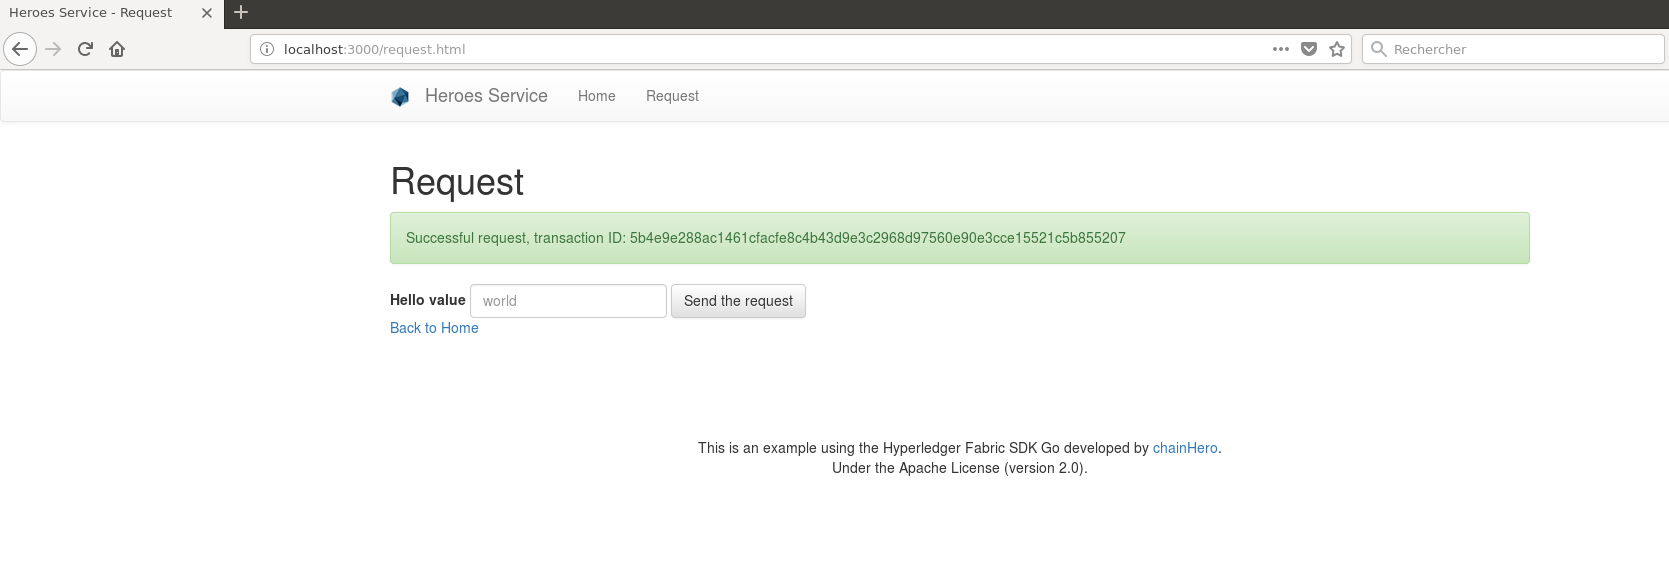 Heroes Service - Request
localhost:3000/request.html
Rechercher
Heroes Service Home Request
Request
Successful request, transaction ID: 5b4e9e288ac1461cfacfe8c4b43d9e3c2968d97560e90e3cce15521c5b855207
Hello value world Send the request
Back to Home
This is an example using the Hyperledger Fabric SDK Go developed by chainHero.
Under the Apache License (version 2.0).